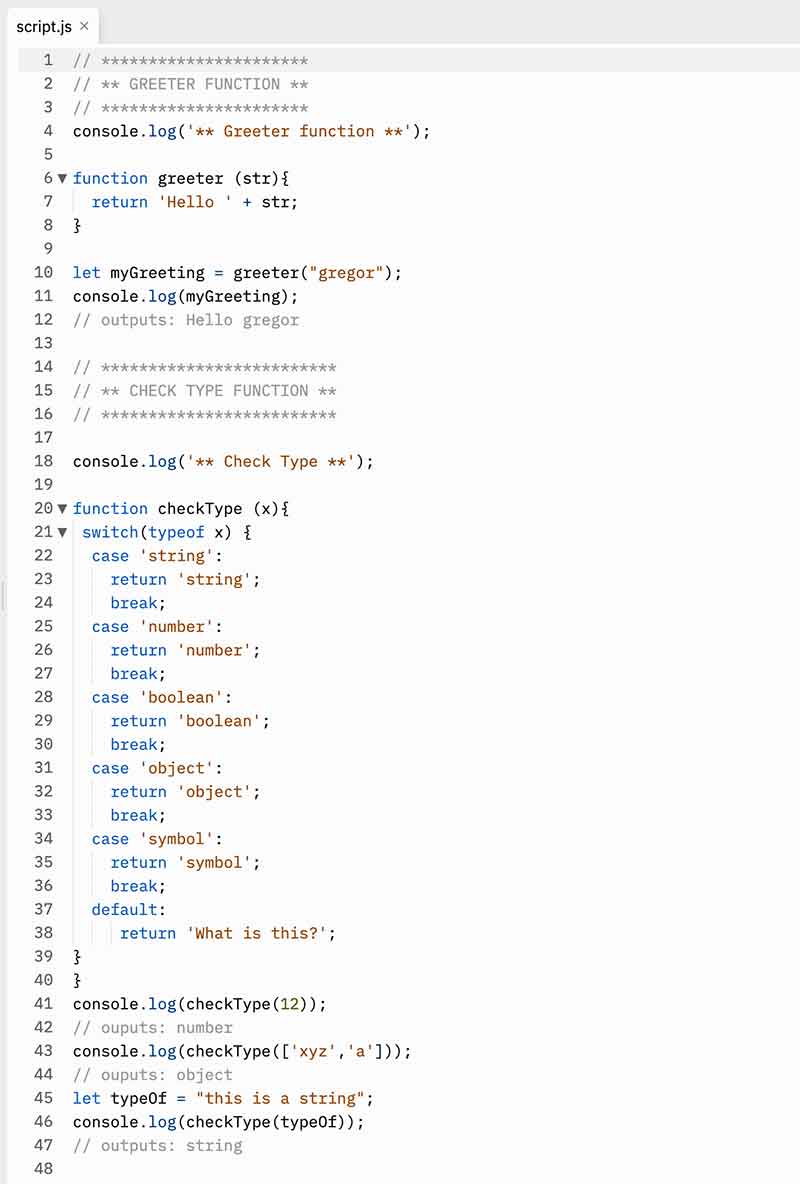 script.js ×
1 // **********************
2 // ** GREETER FUNCTION **
3 // **********************
4 console.log('** Greeter function **');
5
6 ▼ function greeter (str){
7   return 'Hello ' + str;
8 }
9
10 let myGreeting = greeter("gregor");
11 console.log(myGreeting);
12 // outputs: Hello gregor
13
14 // *************************
15 // ** CHECK TYPE FUNCTION **
16 // *************************
17
18 console.log('** Check Type **');
19
20 ▼ function checkType (x){
21 ▼  switch(typeof x) {
22   case 'string':
23     return 'string';
24     break;
25   case 'number':
26     return 'number';
27     break;
28   case 'boolean':
29     return 'boolean';
30     break;
31   case 'object':
32     return 'object';
33     break;
34   case 'symbol':
35     return 'symbol';
36     break;
37   default:
38      return 'What is this?';
39 }
40 }
41 console.log(checkType(12));
42 // ouputs: number
43 console.log(checkType(['xyz','a']));
44 // ouputs: object
45 let typeOf = "this is a string";
46 console.log(checkType(typeOf));
47 // outputs: string
48